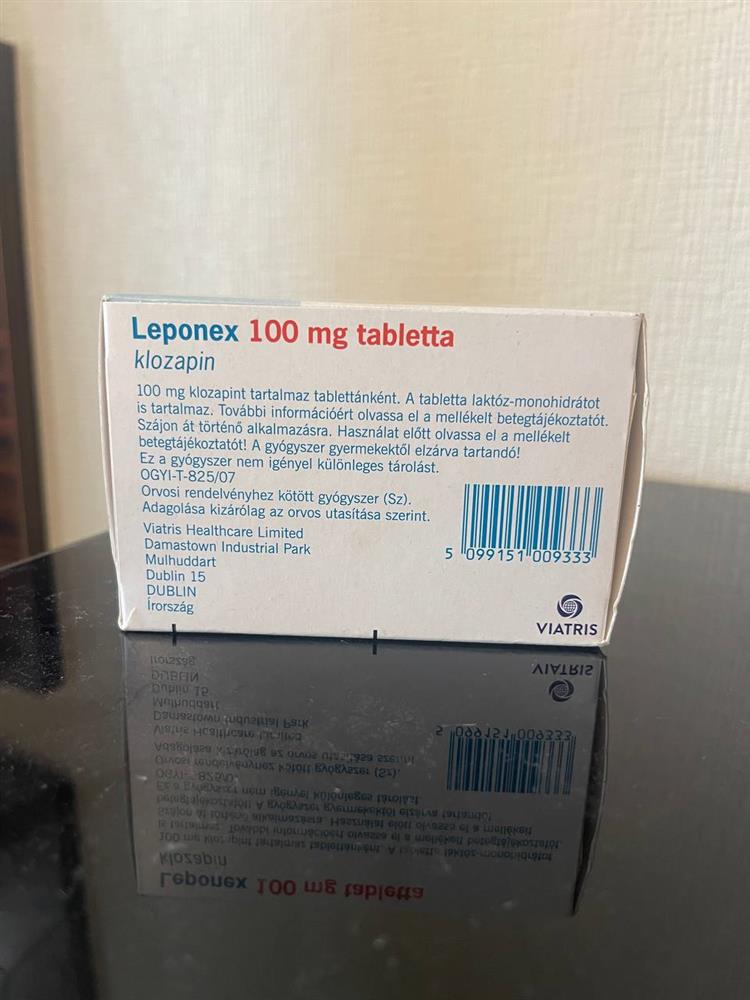 Leponex 100 mg tabletta
klozapin
100 mg klozapint tartalmaz tablettánként. A tabletta laktóz-monohidrátot
is tartalmaz. További információért olvassa el a mellékelt betegtájékoztatót.
Szájon át történő alkalmazásra. Használat előtt olvassa el a mellékelt
betegtájékoztatót! A gyógyszer gyermekektől elzárva tartandó!
Ez a gyógyszer nem igényel különleges tárolást.
OGYI-T-825/07
Orvosi rendelvényhez kötött gyógyszer (Sz).
Adagolása kizárólag az orvos utasítása szerint.
Viatris Healthcare Limited
Damastown Industrial Park
Mulhuddart
Dublin 15
DUBLIN
Írország
5 099151 009333
VIATRIS